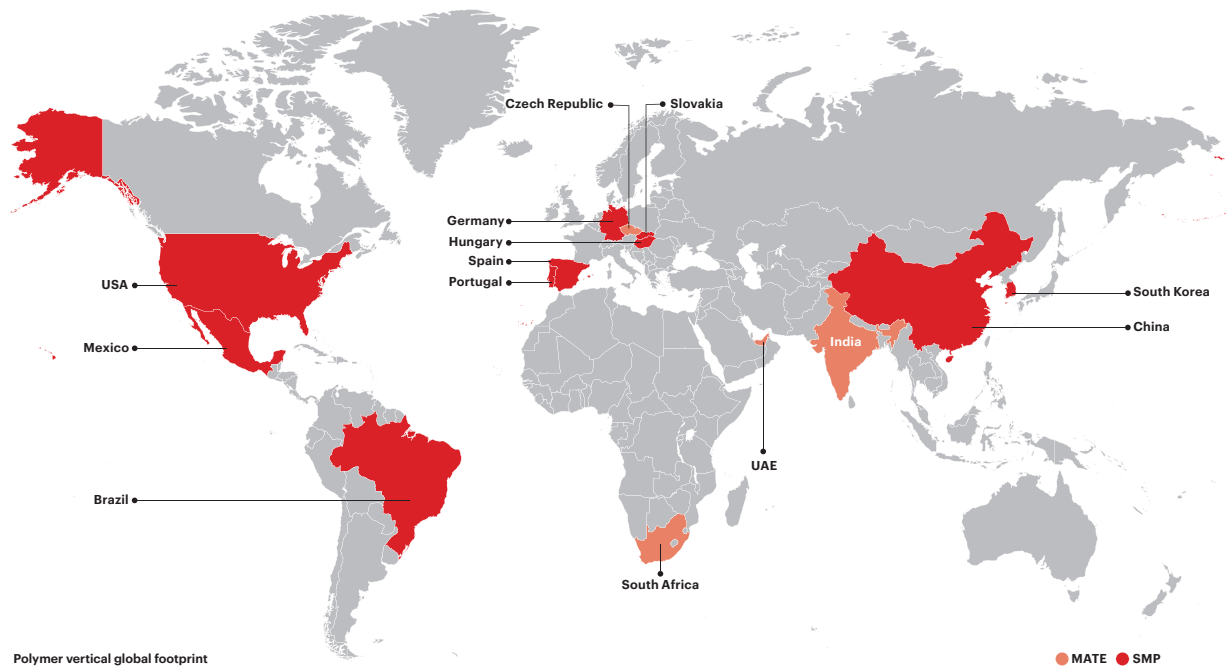 Czech Republic
Slovakia
Germany
Hungary
Spain
Portugal
USA
Mexico
South Korea
China
India
UAE
Brazil
South Africa
Polymer vertical global footprint
MATE SMP